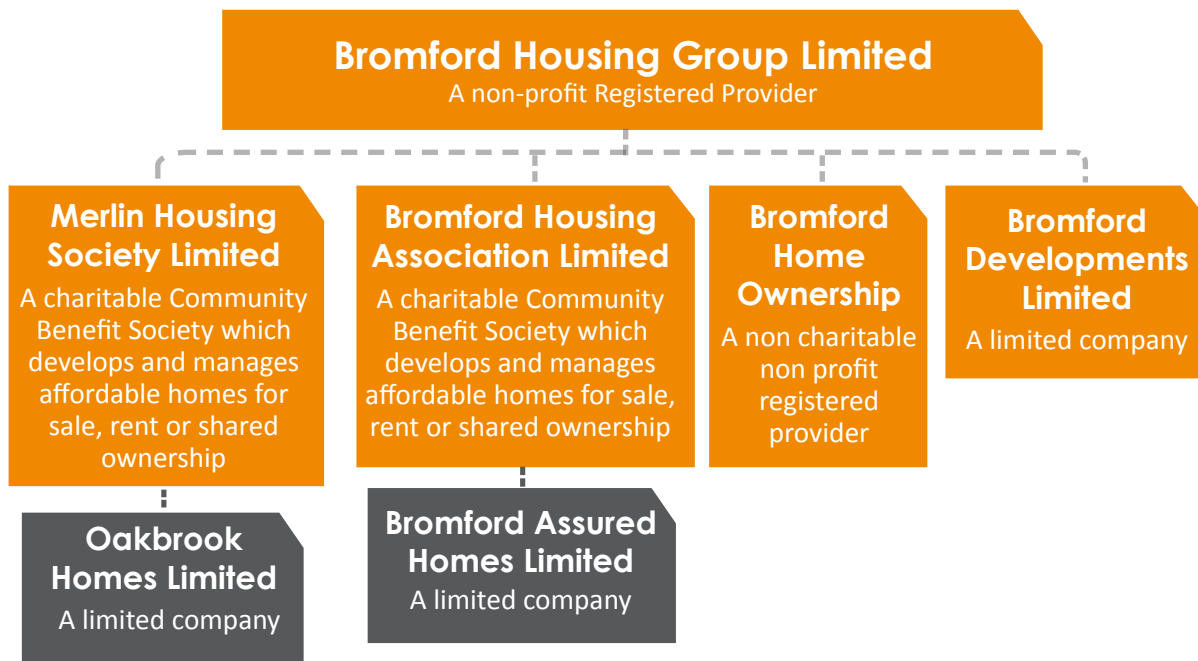 Bromford Housing Group Limited
A non-profit Registered Provider
Merlin Housing
Society Limited
A charitable Community
Benefit Society which
develops and manages
affordable homes for
sale, rent or shared
ownership
Bromford Housing
Association Limited
A charitable Community
Benefit Society which
develops and manages
affordable homes for sale,
rent or shared ownership
Bromford
Home
Ownership
A non charitable
non profit
registered
provider
Bromford
Developments
Limited
A limited company
Oakbrook
Homes Limited
A limited company
Bromford Assured
Homes Limited
A limited company